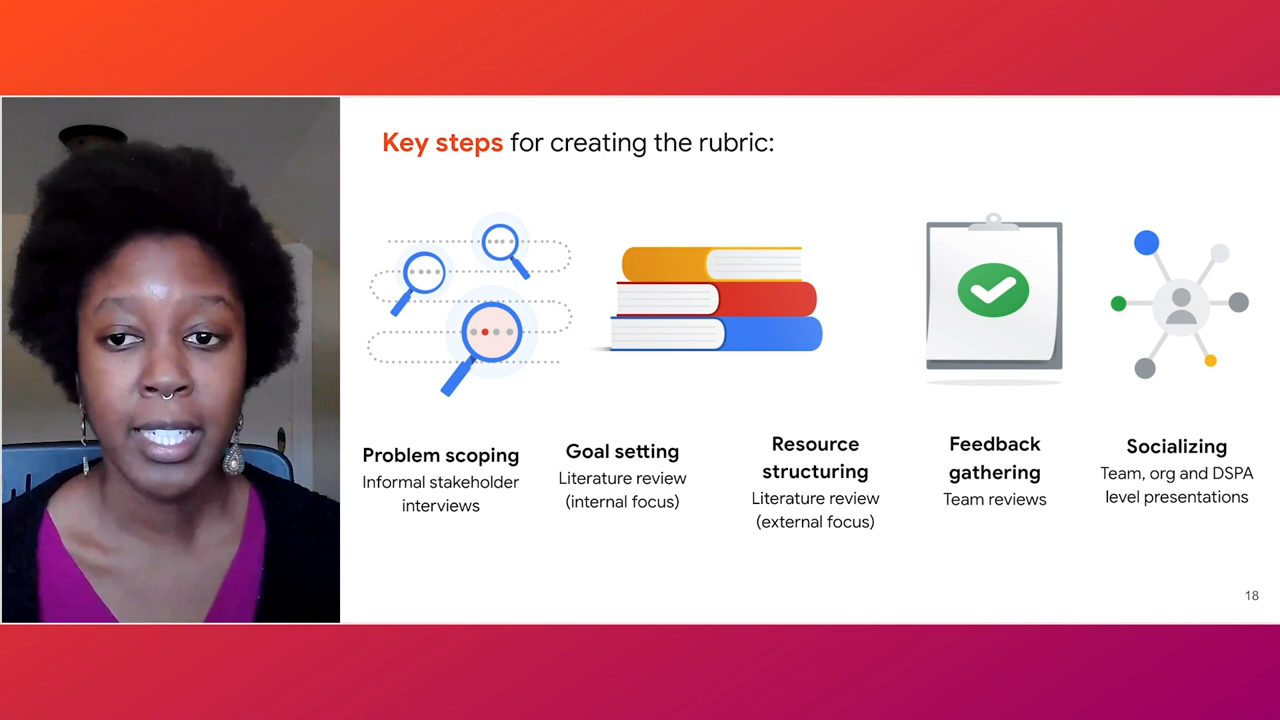 Key steps for creating the rubric:
Problem scoping
Informal stakeholder
interviews
Goal setting
Literature review
(internal focus)
Resource
structuring
Literature review
(external focus)
Feedback
gathering
Team reviews
Socializing
Team, org and DSPA
level presentations
18